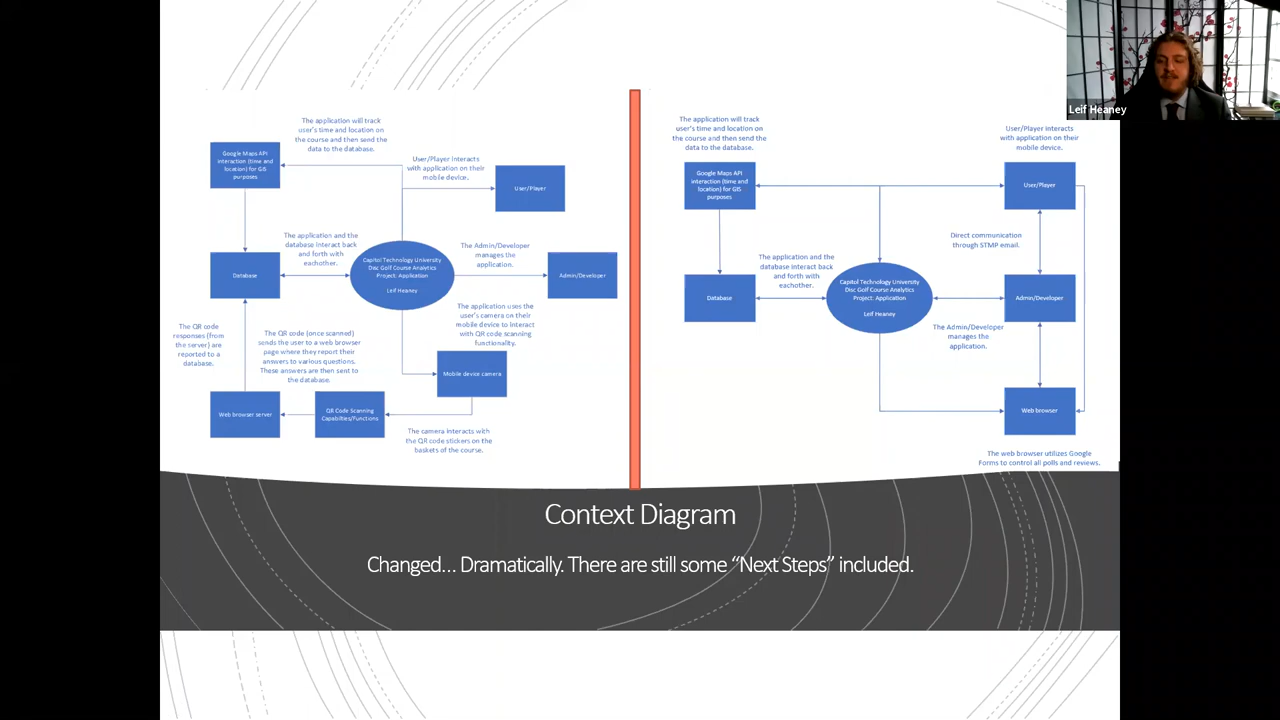 The application will track
user's time and location on
the course and then send the
data to the database.
Google Maps API
interaction (time and
location) for GIS
purposes
User/Player interacts
with application on their
mobile device.
User/Player
The application and the
database interact back
and forth with
eachother.
Database
Capitol Technology University
Disc Golf Course Analytics
Project: Application
Leif Heaney
The Admin/Developer
manages the
application.
Admin/Developer
The application uses the
user's camera on their
mobile device to interact
with QR code scanning
functionality.
The QR code
responses (from
the server) are
reported to a
database.
The QR code (once scanned)
sends the user to a web browser
page where they report their
answers to various questions.
These answers are then sent to
the database.
Mobile device camera
Web browser server
QR Code Scanning
Capabilties/Functions
The camera interacts with
the QR code stickers on the
baskets of the course.
The application will track
user's time and location on
the course and then send the
data to the database.
Google Maps API
interaction (time and
location) for GIS
purposes
User/Player interacts
with application on their
mobile device.
User/Player
Direct communication
through STMP email.
The application and the
database interact back
and forth with
eachother.
Database
Capitol Technology University
Disc Golf Course Analytics
Project: Application
Leif Heaney
Admin/Developer
The Admin/Developer
manages the
application.
Web browser
The web browser utilizes Google
Forms to control all polls and reviews.
Context Diagram
Changed... Dramatically. There are still some “Next Steps” included.
Leif Heaney